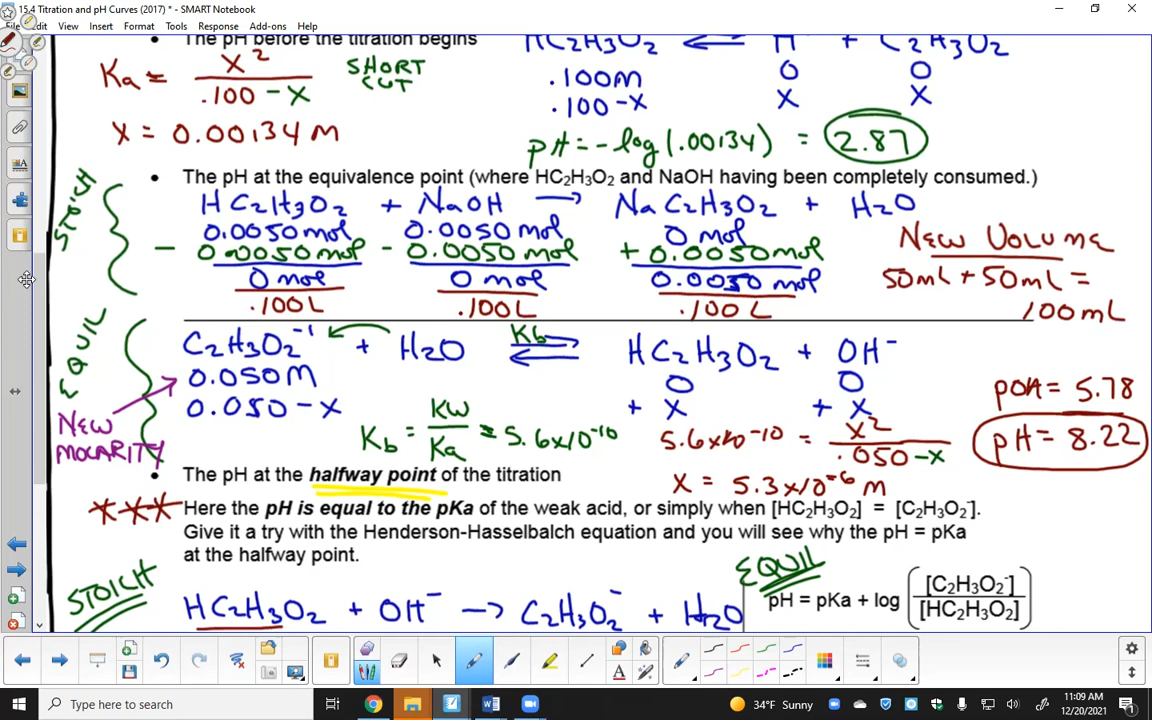 15.4 Titration and pH Curves (2017) * - SMART Notebook
File Edit View Insert Format Tools Response Add-ons Help
• The pH before the titration begins
HC2H3O2 ⇌ H + C2H3O2
Ka = x² / .100 - x
SHORT CUT
.100M 0 0
.100 - x x x
x = 0.00134 M
pH = -log(.00134) = 2.87
STOICH
• The pH at the equivalence point (where HC2H3O2 and NaOH having been completely consumed.)
HC2H3O2 + NaOH → NaC2H3O2 + H2O
0.0050 mol 0.0050 mol 0 mol
- 0.0050 mol - 0.0050 mol + 0.0050 mol
0 mol 0 mol 0.0050 mol
.100L .100L .100L
NEW VOLUME
50mL + 50mL =
100mL
EQUIL
C2H3O2⁻¹ + H2O Kb ⇌ HC2H3O2 + OH⁻
0.050M 0 0
0.050 - x + x + x
NEW
MOLARITY
Kb = Kw / Ka = 5.6x10⁻¹⁰
5.6x10⁻¹⁰ = x² / .050 - x
x = 5.3x10⁻⁶ M
pOH = 5.78
pH = 8.22
• The pH at the halfway point of the titration
*** Here the pH is equal to the pKa of the weak acid, or simply when [HC2H3O2] = [C2H3O2⁻].
Give it a try with the Henderson-Hasselbalch equation and you will see why the pH = pKa
at the halfway point.
STOICH
HC2H3O2 + OH⁻ → C2H3O2⁻ + H2O
EQUIL
pH = pKa + log ([C2H3O2⁻] / [HC2H3O2])
Type here to search
34°F Sunny
11:09 AM
12/20/2021
1